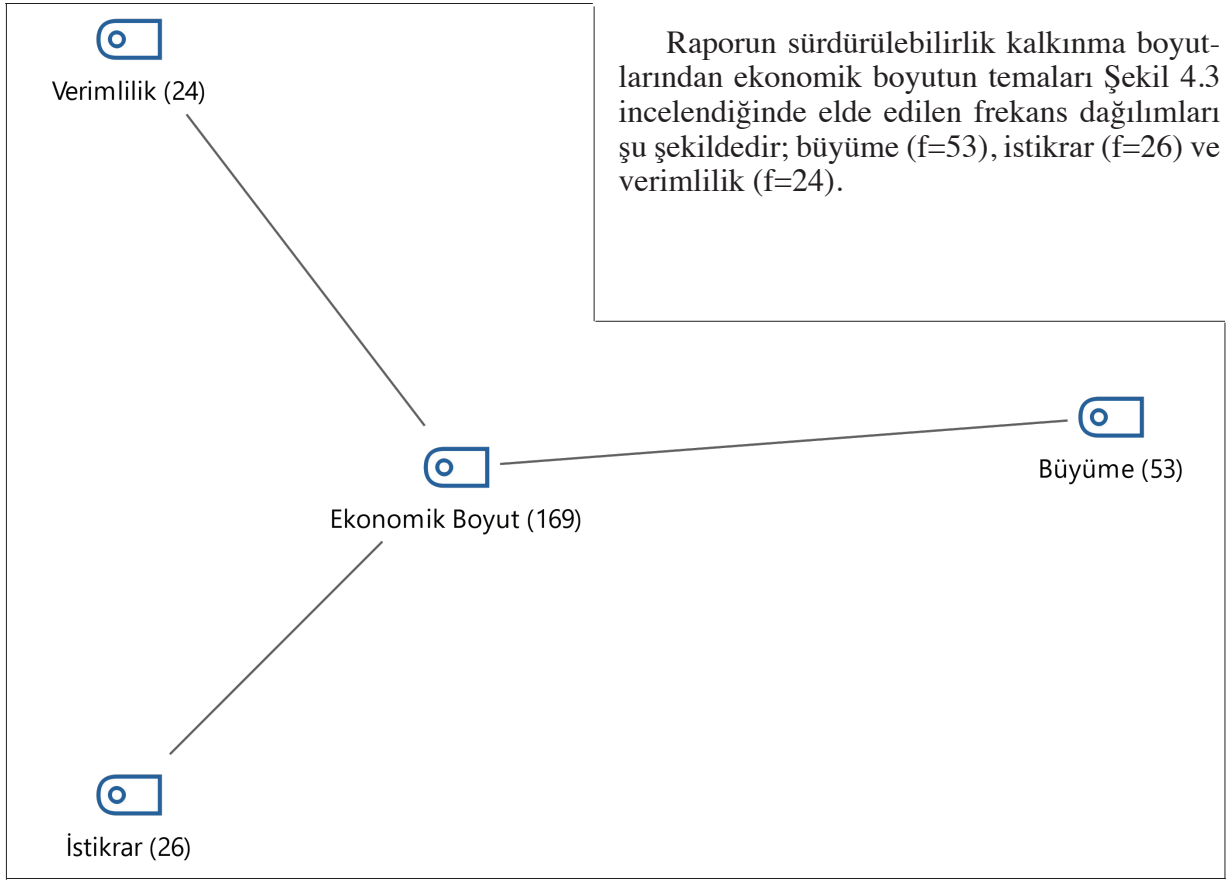 Verimlilik (24)
Raporun sürdürülebilirlik kalkınma boyut-
larından ekonomik boyutun temaları Şekil 4.3
incelendiğinde elde edilen frekans dağılımları
şu şekildedir; büyüme (f=53), istikrar (f=26) ve
verimlilik (f=24).
Büyüme (53)
Ekonomik Boyut (169)
İstikrar (26)